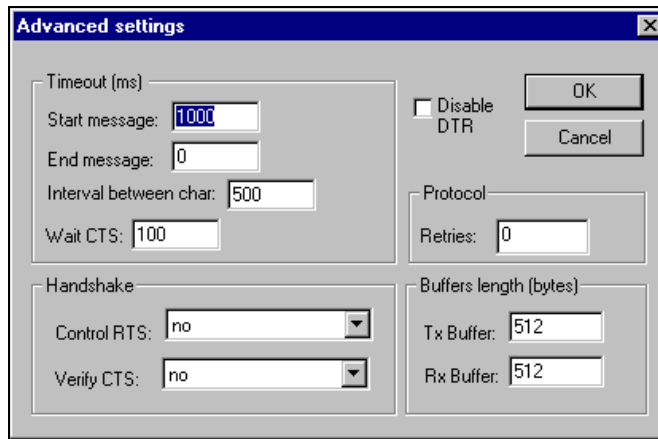 Advanced settings
Timeout (ms)
Start message: 1000
End message: 0
Interval between char: 500
Wait CTS: 100
Disable
DTR
OK
Cancel
Protocol
Retries: 0
Handshake
Control RTS: no
Verify CTS: no
Buffers length (bytes)
Tx Buffer: 512
Rx Buffer: 512